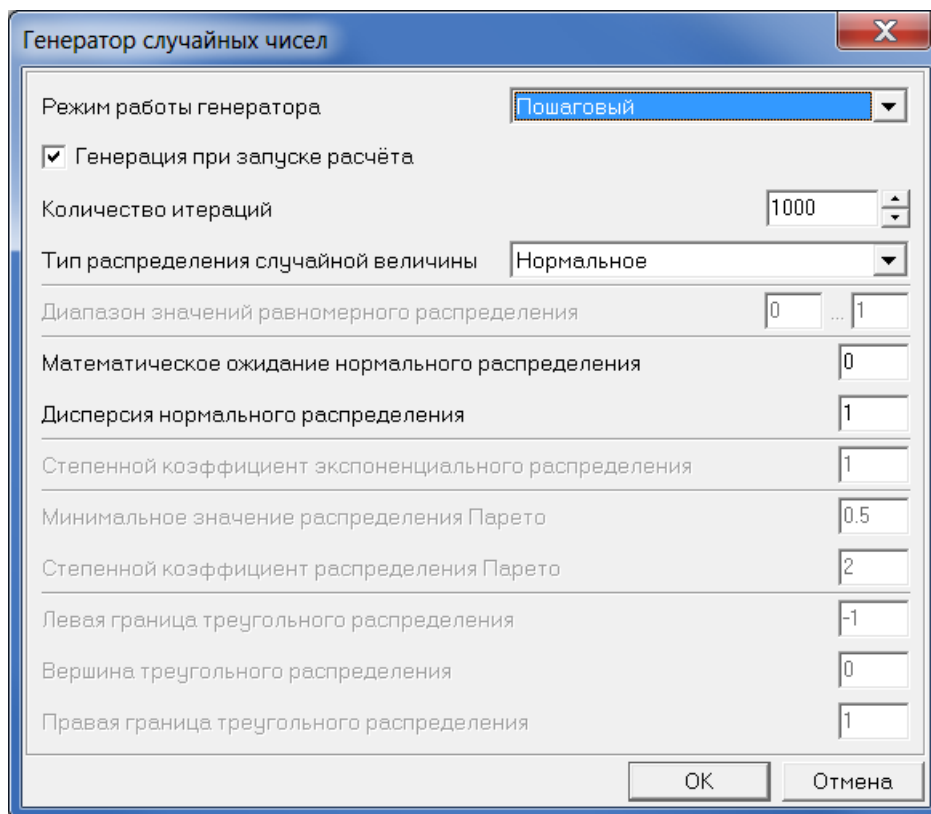 Генератор случайных чисел
Режим работы генератора Пошаговый
Генерация при запуске расчёта
Количество итераций 1000
Тип распределения случайной величины Нормальное
Диапазон значений равномерного распределения 0 ... 1
Математическое ожидание нормального распределения 0
Дисперсия нормального распределения 1
Степенной коэффициент экспоненциального распределения 1
Минимальное значение распределения Парето 0.5
Степенной коэффициент распределения Парето 2
Левая граница треугольного распределения -1
Вершина треугольного распределения 0
Правая граница треугольного распределения 1
OK Отмена